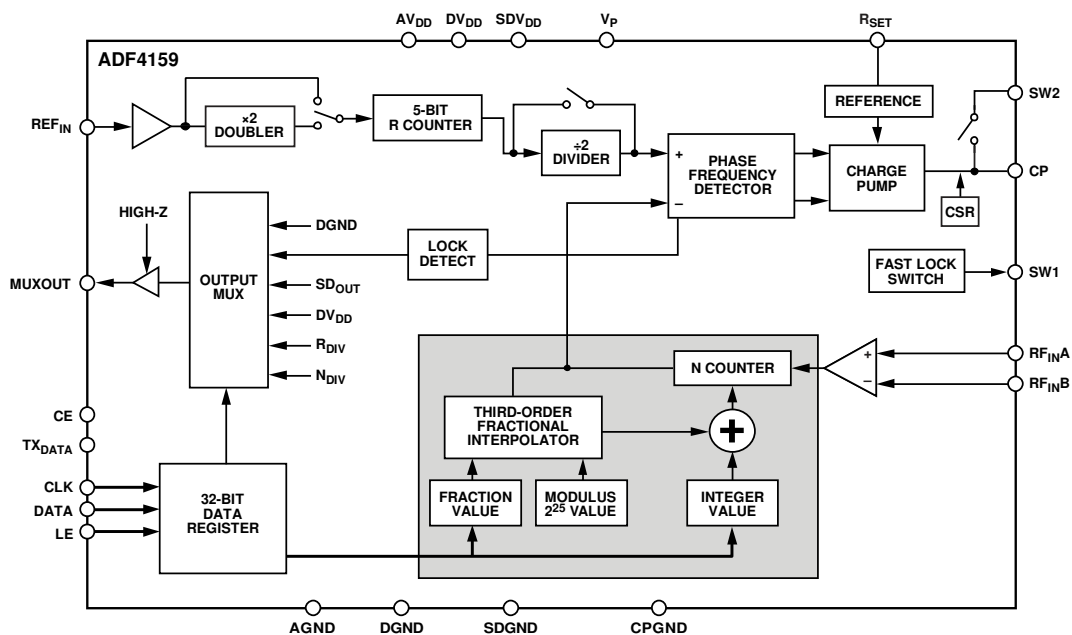 AVDD DVDD SDVDD VP RSET
ADF4159
REFIN
×2
DOUBLER
5-BIT
R COUNTER
÷2
DIVIDER
+
−
PHASE
FREQUENCY
DETECTOR
REFERENCE
CHARGE
PUMP
CSR
SW2
CP
HIGH-Z
MUXOUT
OUTPUT
MUX
DGND
LOCK
DETECT
SDOUT
DVDD
RDIV
NDIV
FAST LOCK
SWITCH
SW1
N COUNTER
+
−
RFINA
RFINB
THIRD-ORDER
FRACTIONAL
INTERPOLATOR
+
FRACTION
VALUE
MODULUS
2²⁵ VALUE
INTEGER
VALUE
CE
TXDATA
CLK
DATA
LE
32-BIT
DATA
REGISTER
AGND DGND SDGND CPGND